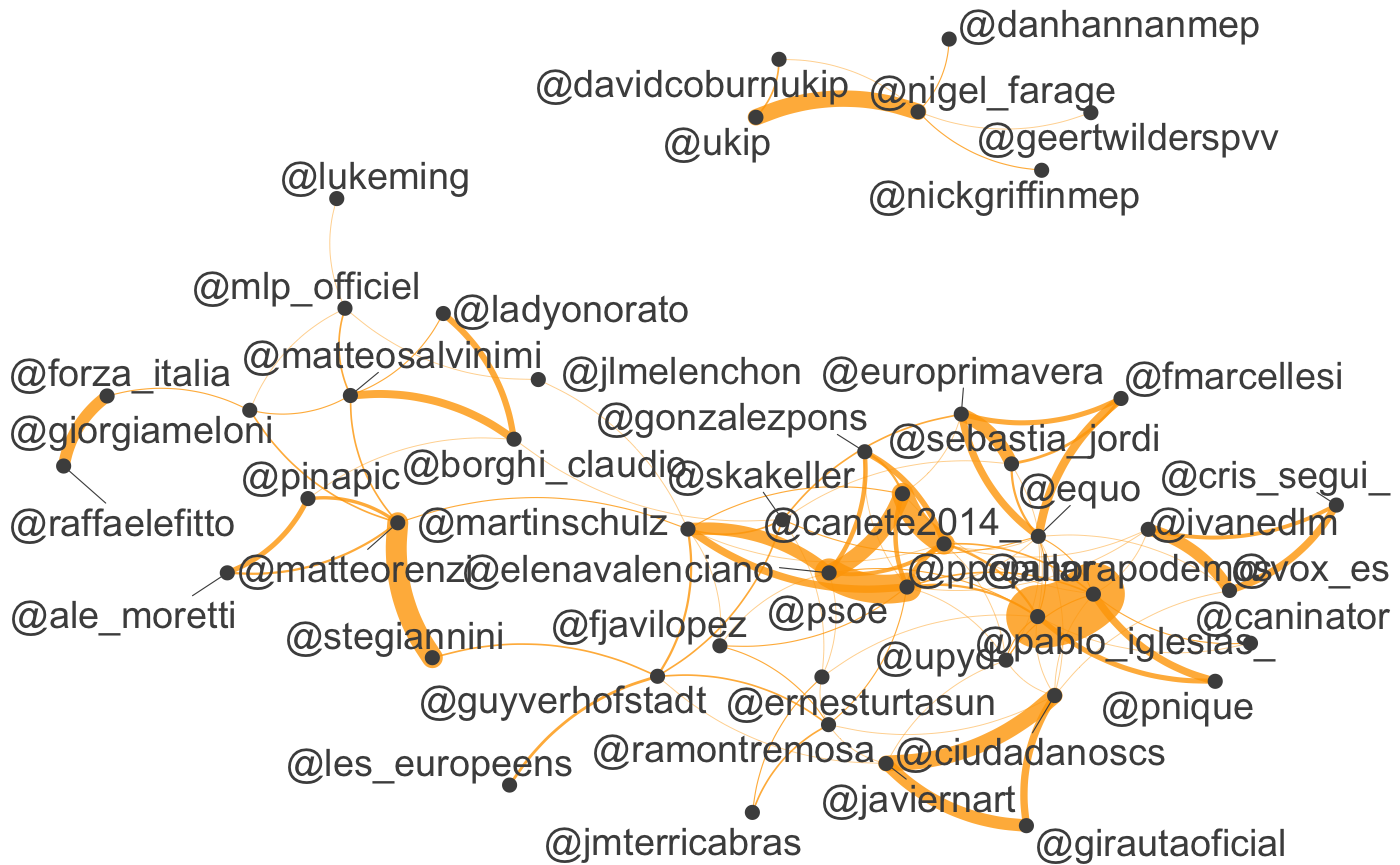 @danhannanmep
@davidcoburnukip
@nigel_farage
@ukip
@geertwilderspvv
@nickgriffinmep
@lukeming
@mlp_officiel
@ladyonorato
@matteosalvinimi
@forza_italia
@jlmelenchon
@europrimavera
@fmarcellesi
@gonzalezpons
@giorgiameloni
@sebastia_jordi
@borghi_claudio
@pinapic
@skakeller
@cris_segui_
@equo
@raffaelefitto
@martinschulz
@canete2014_
@ivanedlm
@matteorenzi
@elenavalenciano
@ahorapodemos
@vox_es
@ale_moretti
@psoe
@caninator
@stegiannini
@fjavilopez
@pablo_iglesias_
@upyd
@guyverhofstadt
@ernesturtasun
@pnique
@les_europeens
@ramontremosa
@ciudadanoscs
@javiernart
@jmterricabras
@girautaoficial